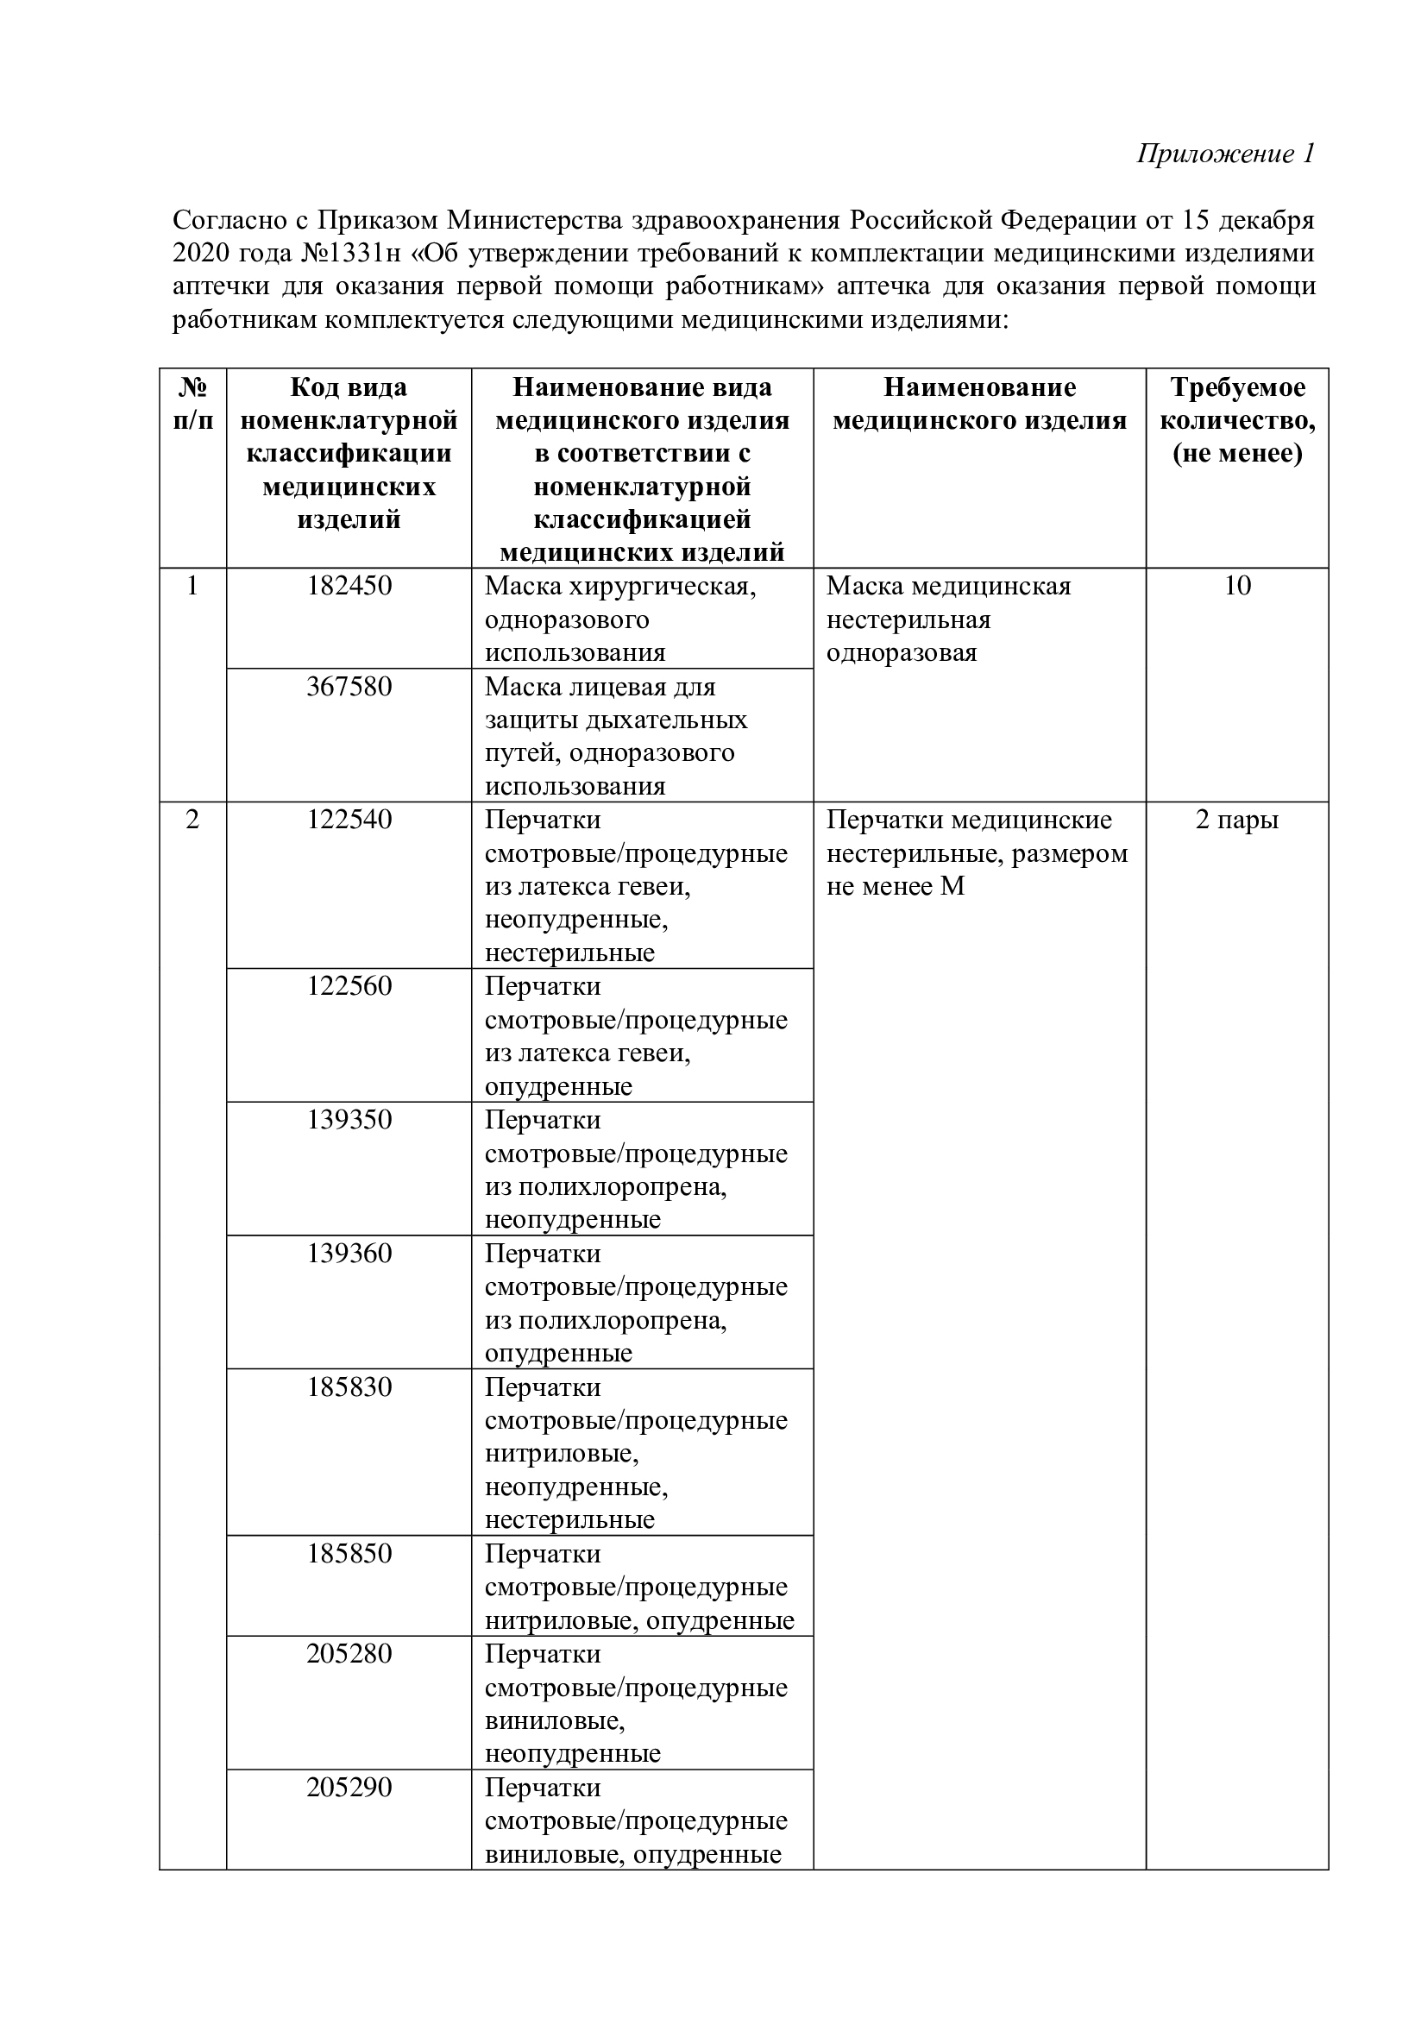 Приложение 1
Согласно с Приказом Министерства здравоохранения Российской Федерации от 15 декабря
2020 года №1331н «Об утверждении требований к комплектации медицинскими изделиями
аптечки для оказания первой помощи работникам» аптечка для оказания первой помощи
работникам комплектуется следующими медицинскими изделиями:
№
п/п
Код вида
номенклатурной
классификации
медицинских
изделий
Наименование вида
медицинского изделия
в соответствии с
номенклатурной
классификацией
медицинских изделий
Наименование
медицинского изделия
Требуемое
количество,
(не менее)
1
182450
Маска хирургическая,
одноразового
использования
Маска медицинская
нестерильная
одноразовая
10
367580
Маска лицевая для
защиты дыхательных
путей, одноразового
использования
2
122540
Перчатки
смотровые/процедурные
из латекса гевеи,
неопудренные,
нестерильные
Перчатки медицинские
нестерильные, размером
не менее М
2 пары
122560
Перчатки
смотровые/процедурные
из латекса гевеи,
опудренные
139350
Перчатки
смотровые/процедурные
из полихлоропрена,
неопудренные
139360
Перчатки
смотровые/процедурные
из полихлоропрена,
опудренные
185830
Перчатки
смотровые/процедурные
нитриловые,
неопудренные,
нестерильные
185850
Перчатки
смотровые/процедурные
нитриловые, опудренные
205280
Перчатки
смотровые/процедурные
виниловые,
неопудренные
205290
Перчатки
смотровые/процедурные
виниловые, опудренные